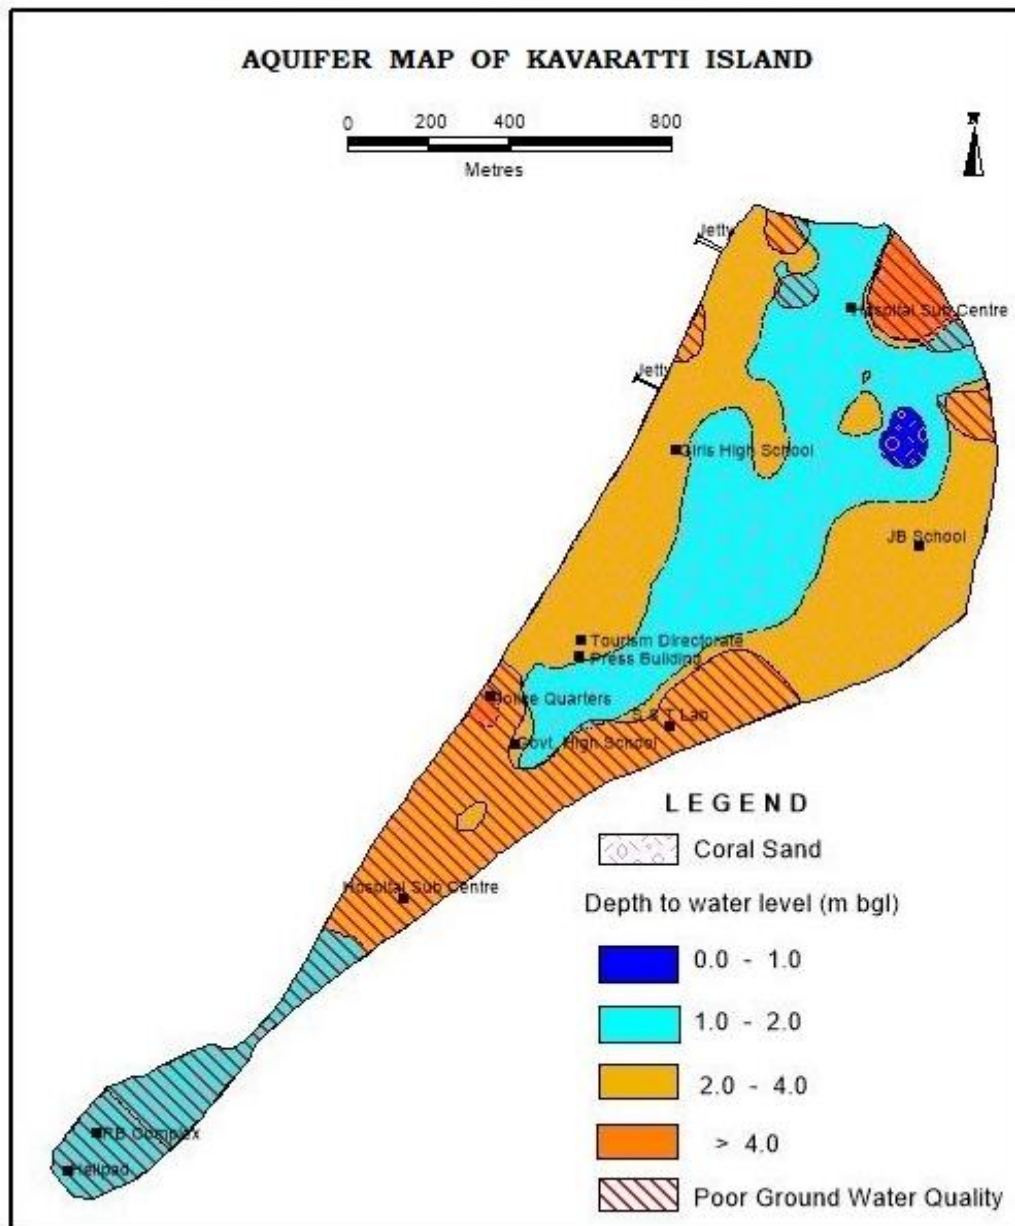 AQUIFER MAP OF KAVARATTI ISLAND
0 200 400 800
Metres
N
Jetty
Hospital Sub Centre
Jetty
Girls High School
JB School
Tourism Directorate
Press Building
Police Quarters
S & T Lab
Govt. High School
LEGEND
Coral Sand
Hospital Sub Centre
Depth to water level (m bgl)
0.0 - 1.0
1.0 - 2.0
2.0 - 4.0
> 4.0
RB Complex
Helipad
Poor Ground Water Quality